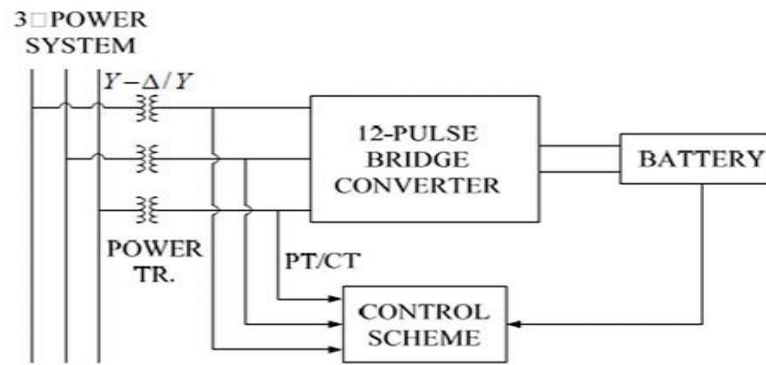 3□POWER
SYSTEM
Y-Δ/Y
12-PULSE
BRIDGE
CONVERTER
BATTERY
POWER
TR.
PT/CT
CONTROL
SCHEME